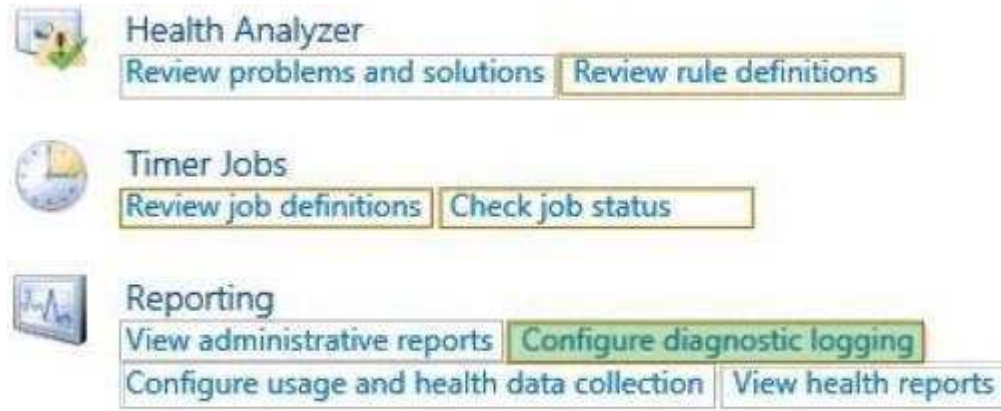 Health Analyzer
Review problems and solutions Review rule definitions
Timer Jobs
Review job definitions Check job status
Reporting
View administrative reports Configure diagnostic logging
Configure usage and health data collection View health reports